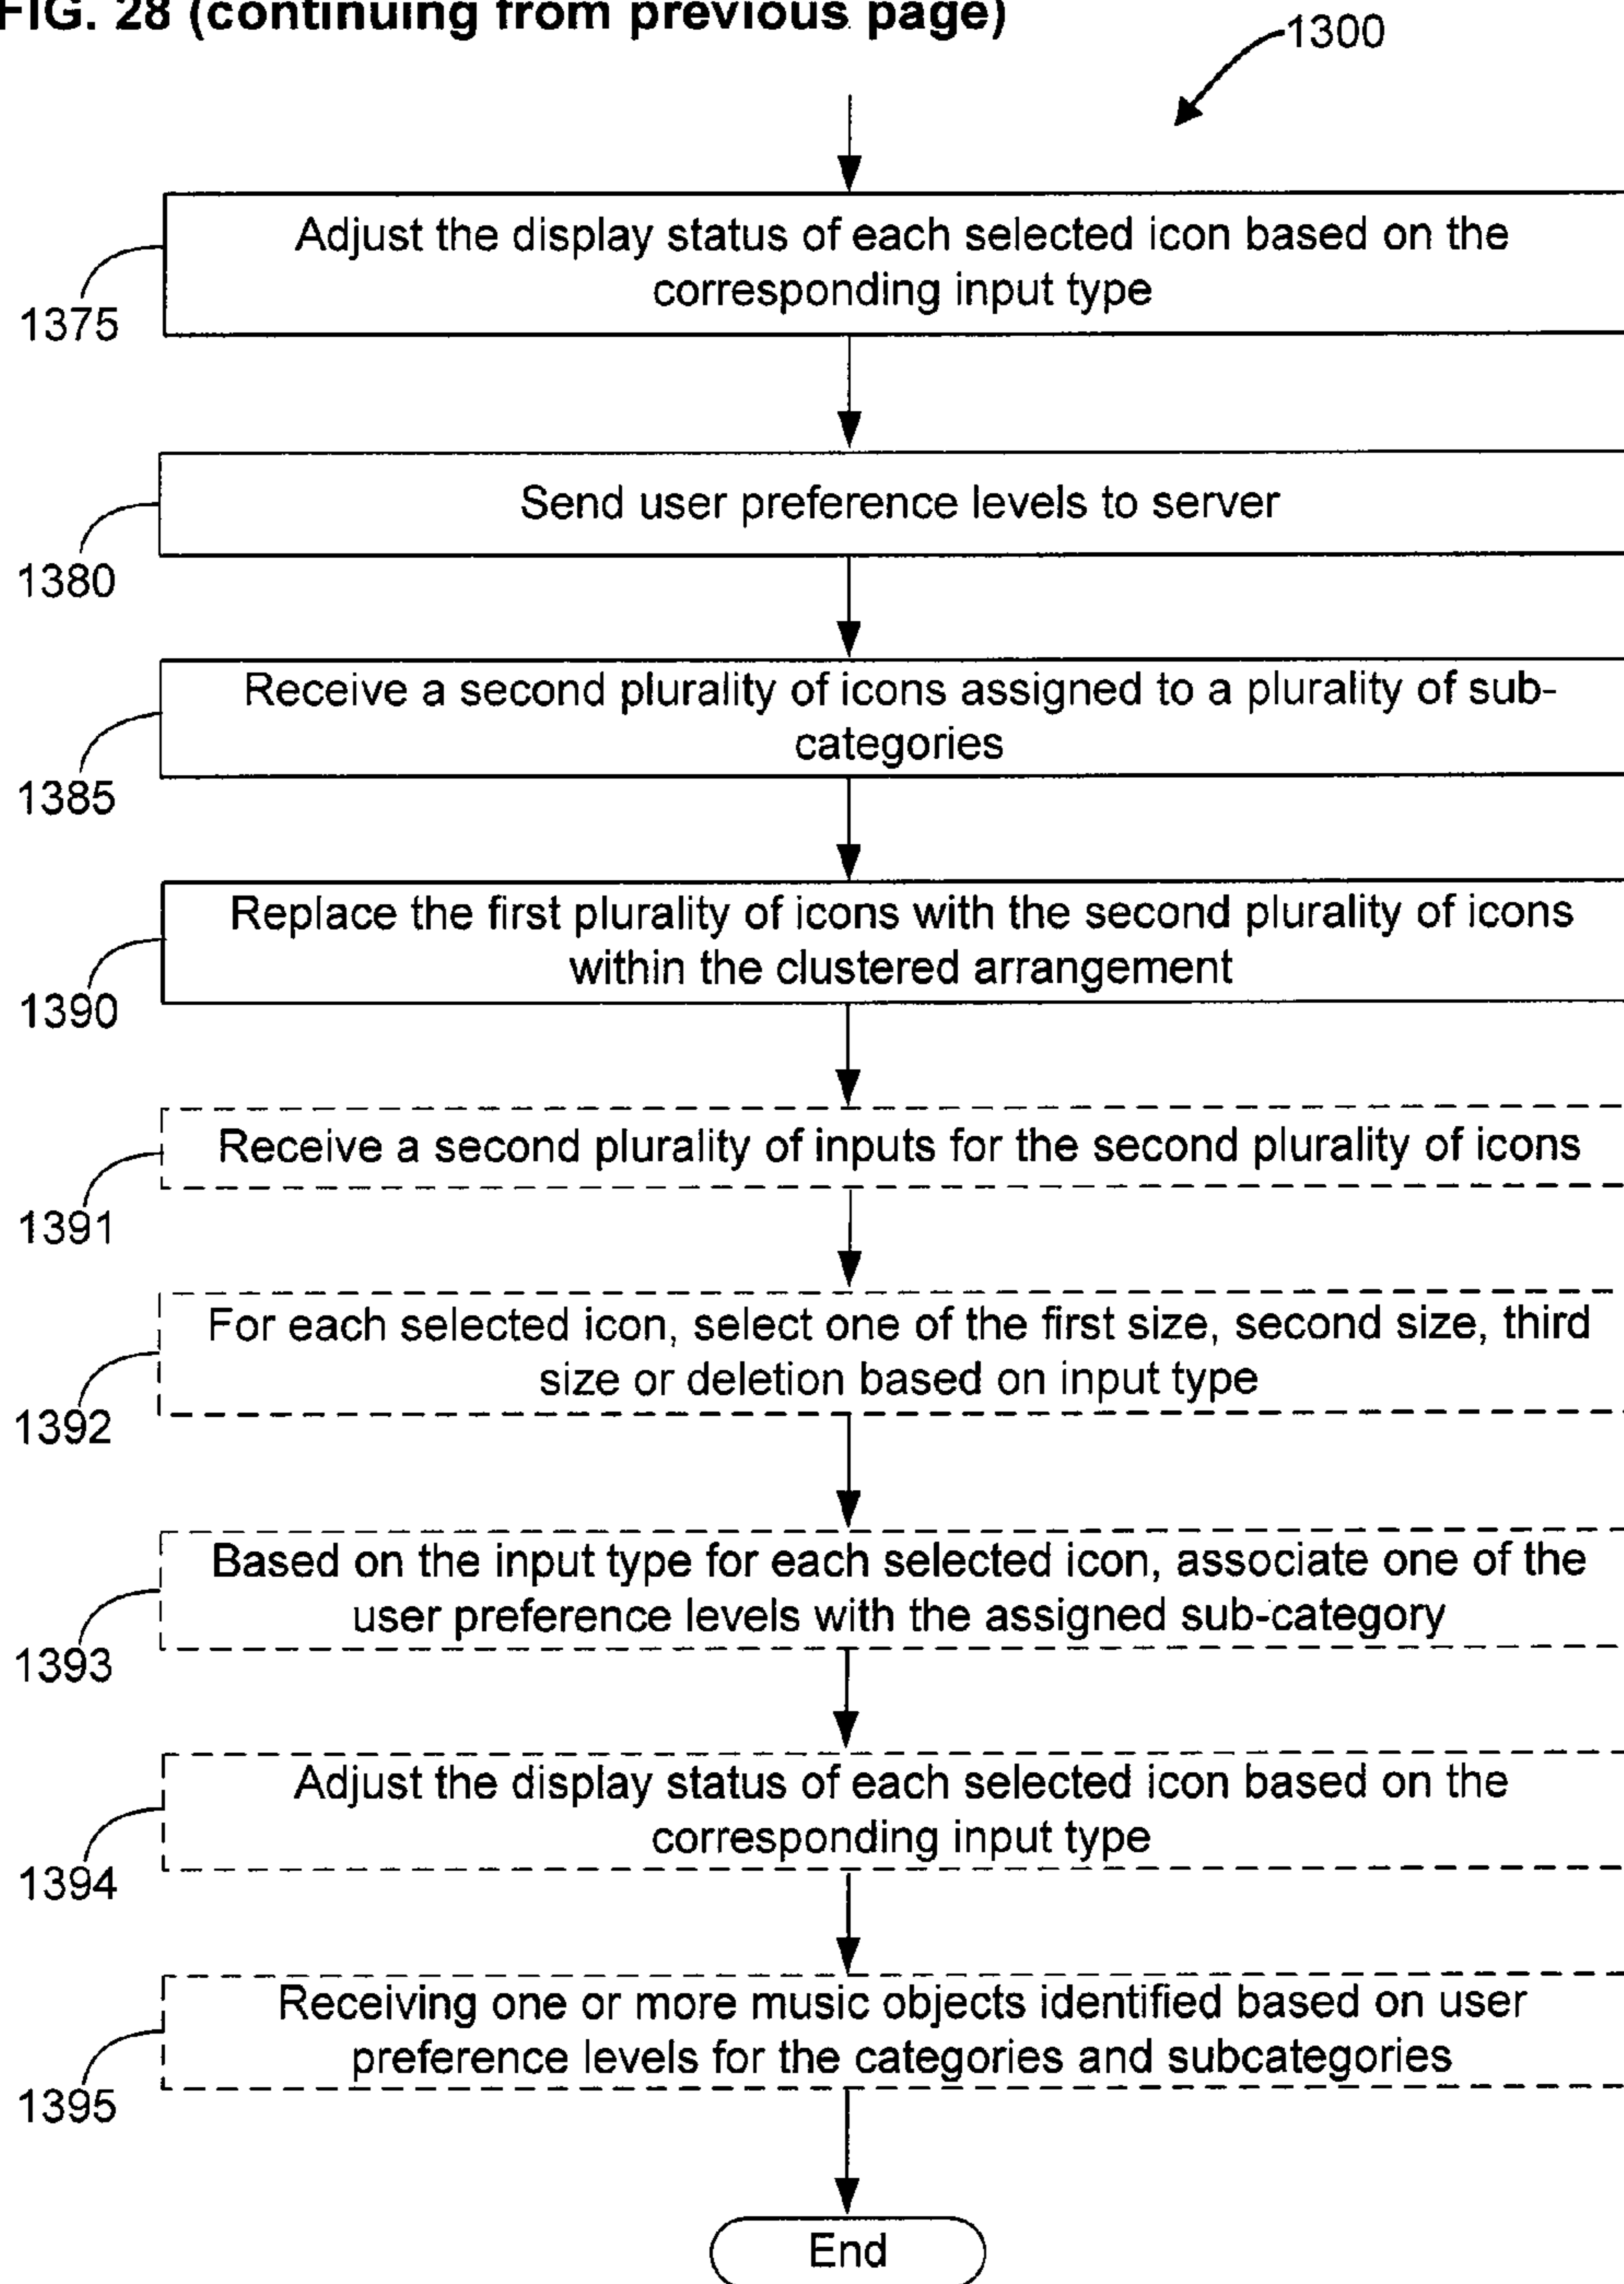 FIG. 28 (continuing from previous page)
1300
Adjust the display status of each selected icon based on the
corresponding input type
1375
Send user preference levels to server
1380
Receive a second plurality of icons assigned to a plurality of sub-
categories
1385
Replace the first plurality of icons with the second plurality of icons
within the clustered arrangement
1390
Receive a second plurality of inputs for the second plurality of icons
1391
For each selected icon, select one of the first size, second size, third
size or deletion based on input type
1392
Based on the input type for each selected icon, associate one of the
user preference levels with the assigned sub-category
1393
Adjust the display status of each selected icon based on the
corresponding input type
1394
Receiving one or more music objects identified based on user
preference levels for the categories and subcategories
1395
End